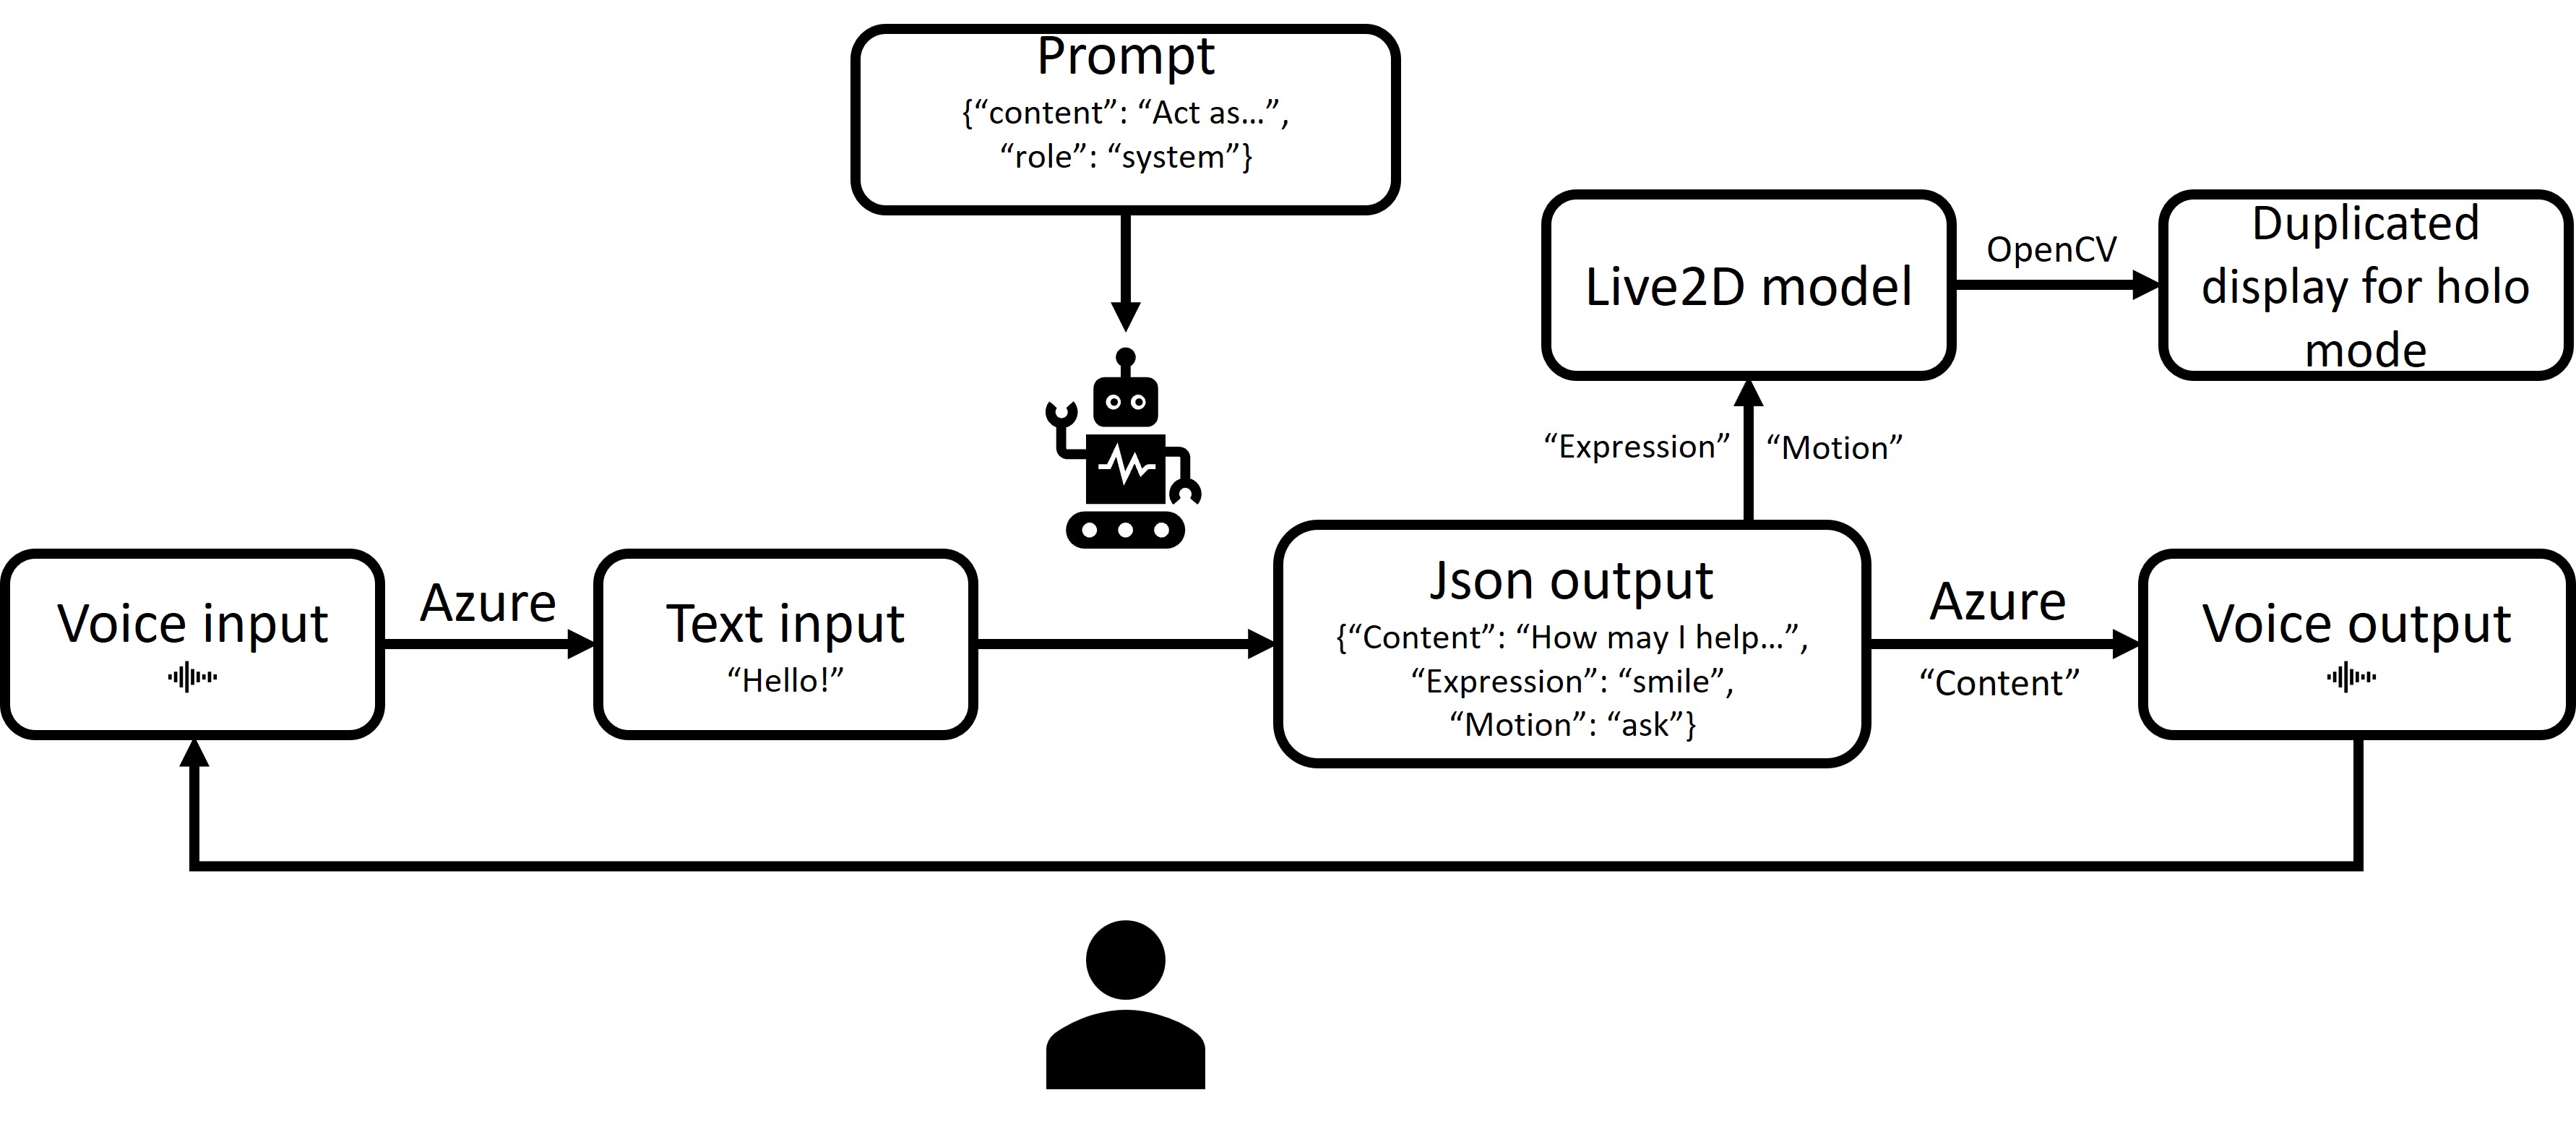 Prompt
{“content”: “Act as...”,
“role”: “system”}
Live2D model
OpenCV
Duplicated
display for holo
mode
“Expression”
“Motion”
Voice input
Azure
Text input
“Hello!”
Json output
{“Content”: “How may I help...”,
“Expression”: “smile”,
“Motion”: “ask”}
Azure
“Content”
Voice output